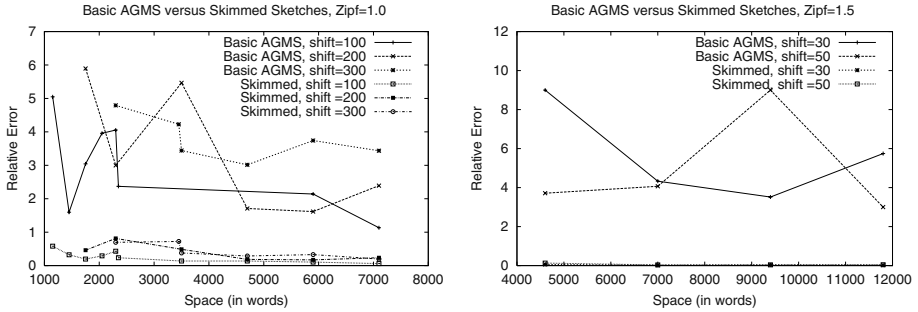 Basic AGMS versus Skimmed Sketches, Zipf=1.0
7
6
5
4
3
2
1
0
Relative Error
Basic AGMS, shift=100
Basic AGMS, shift=200
Basic AGMS, shift=300
Skimmed, shift =100
Skimmed, shift =200
Skimmed, shift =300
1000 2000 3000 4000 5000 6000 7000 8000
Space (in words)
Basic AGMS versus Skimmed Sketches, Zipf=1.5
12
10
8
6
4
2
0
Relative Error
Basic AGMS, shift=30
Basic AGMS, shift=50
Skimmed, shift =30
Skimmed, shift =50
4000 5000 6000 7000 8000 9000 10000 11000 12000
Space (in words)